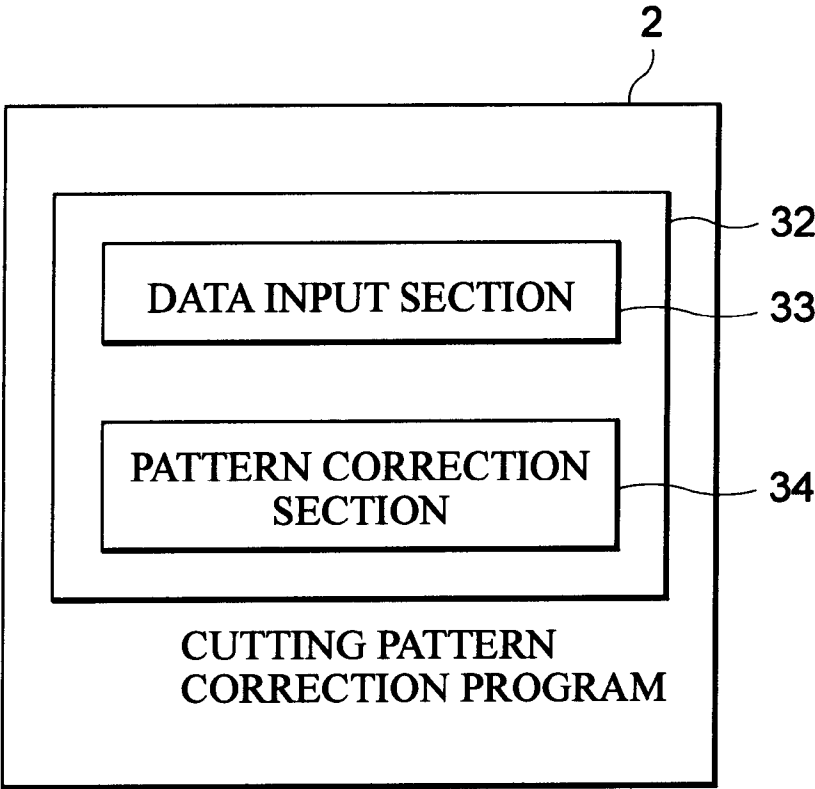 2
32
DATA INPUT SECTION
33
PATTERN CORRECTION
SECTION
34
CUTTING PATTERN
CORRECTION PROGRAM